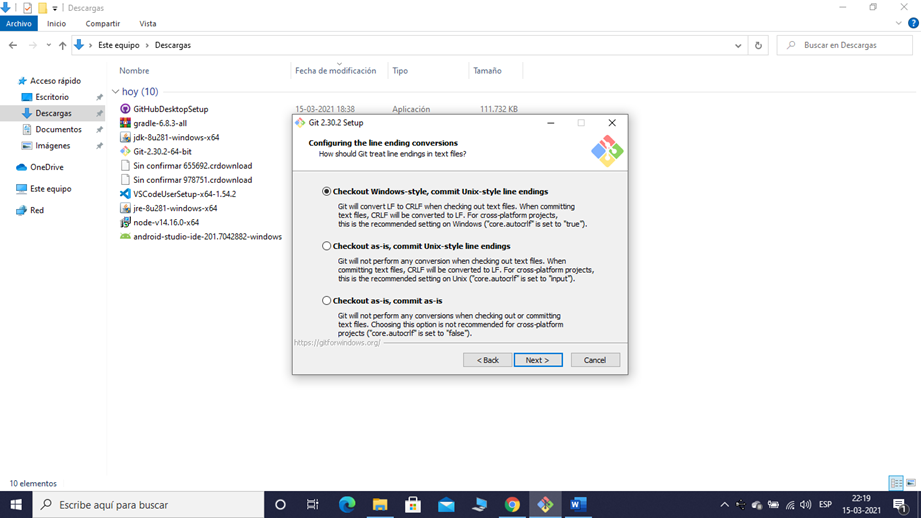 Descargas
Archivo Inicio Compartir Vista
Este equipo > Descargas
Buscar en Descargas
Nombre Fecha de modificación Tipo Tamaño
Acceso rápido
Escritorio
Descargas
Documentos
Imágenes
OneDrive
Este equipo
Red
hoy (10)
GitHubDesktopSetup 15-03-2021 18:38 Aplicación 111.732 KB
gradle-6.8.3-all
jdk-8u281-windows-x64
Git-2.30.2-64-bit
Sin confirmar 655692.crdownload
Sin confirmar 978751.crdownload
VSCodeUserSetup-x64-1.54.2
jre-8u281-windows-x64
node-v14.16.0-x64
android-studio-ide-201.7042882-windows
Git 2.30.2 Setup
Configuring the line ending conversions
How should Git treat line endings in text files?
Checkout Windows-style, commit Unix-style line endings
Git will convert LF to CRLF when checking out text files. When committing
text files, CRLF will be converted to LF. For cross-platform projects,
this is the recommended setting on Windows ("core.autocrlf" is set to "true").
Checkout as-is, commit Unix-style line endings
Git will not perform any conversion when checking out text files. When
committing text files, CRLF will be converted to LF. For cross-platform projects,
this is the recommended setting on Unix ("core.autocrlf" is set to "input").
Checkout as-is, commit as-is
Git will not perform any conversions when checking out or committing
text files. Choosing this option is not recommended for cross-platform
projects ("core.autocrlf" is set to "false").
https://gitforwindows.org/
< Back Next > Cancel
10 elementos
Escribe aquí para buscar
ESP
22:19
15-03-2021
1